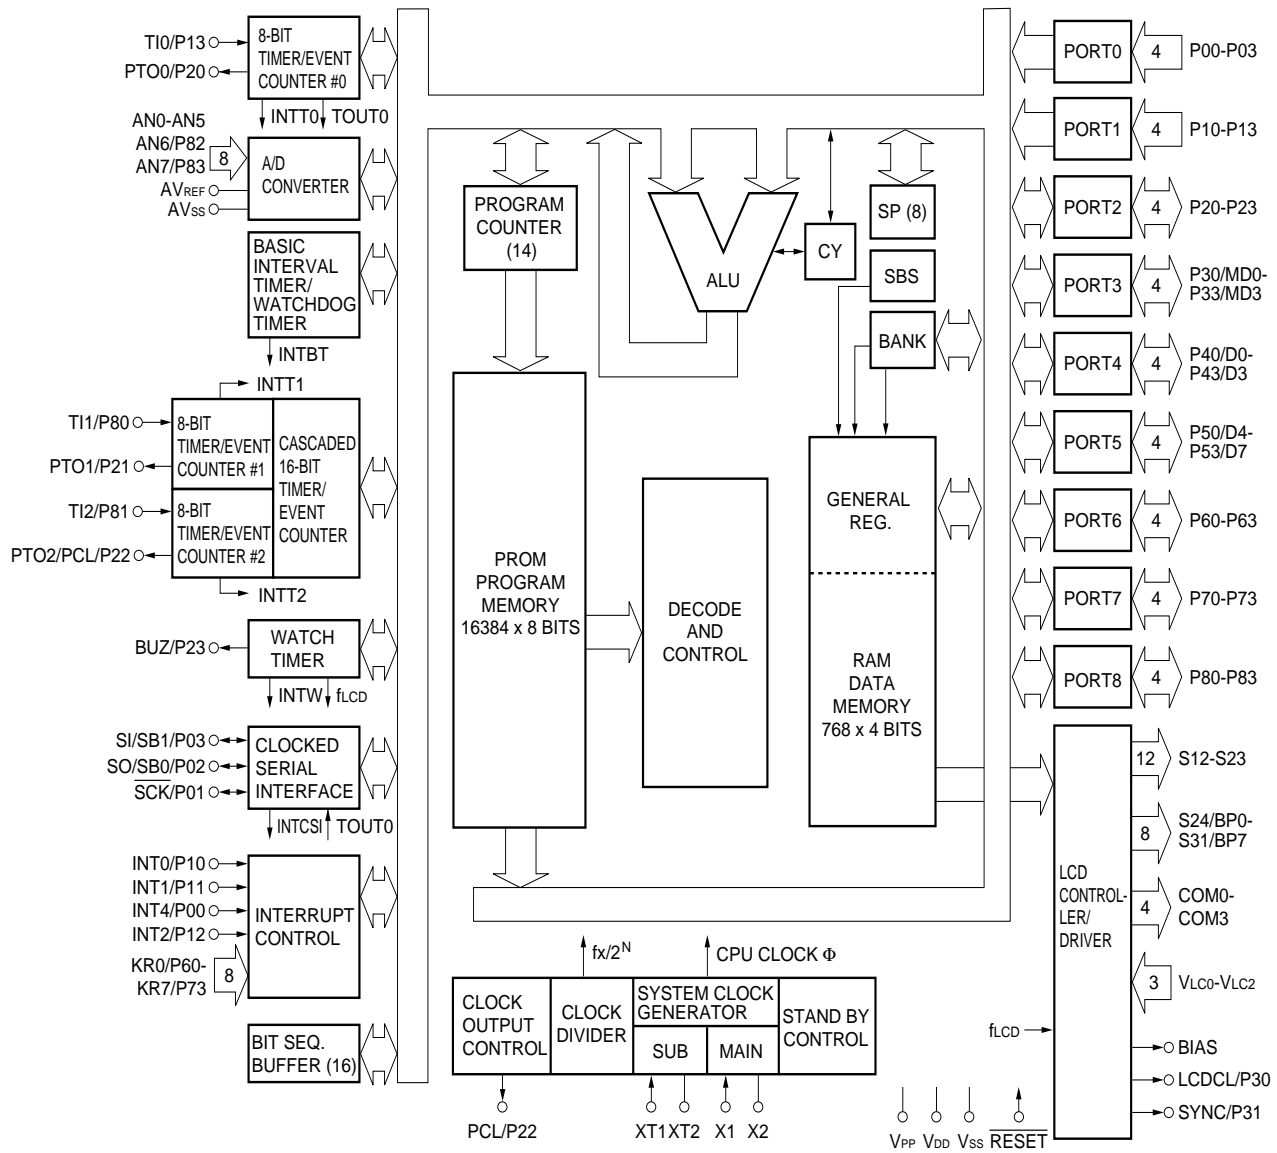 TI0/P13
PTO0/P20
8-BIT
TIMER/EVENT
COUNTER #0
INTT0
TOUT0
AN0-AN5
AN6/P82
AN7/P83
8
AVREF
AVSS
A/D
CONVERTER
BASIC
INTERVAL
TIMER/
WATCHDOG
TIMER
INTBT
INTT1
TI1/P80
PTO1/P21
8-BIT
TIMER/EVENT
COUNTER #1
TI2/P81
PTO2/PCL/P22
8-BIT
TIMER/EVENT
COUNTER #2
CASCADED
16-BIT
TIMER/
EVENT
COUNTER
INTT2
BUZ/P23
WATCH
TIMER
INTW
fLCD
SI/SB1/P03
SO/SB0/P02
SCK/P01
CLOCKED
SERIAL
INTERFACE
INTCSI
TOUT0
INT0/P10
INT1/P11
INT4/P00
INT2/P12
KR0/P60-
KR7/P73
8
INTERRUPT
CONTROL
BIT SEQ.
BUFFER (16)
PROGRAM
COUNTER
(14)
ALU
CY
SP (8)
SBS
BANK
PROM
PROGRAM
MEMORY
16384 x 8 BITS
DECODE
AND
CONTROL
GENERAL
REG.
RAM
DATA
MEMORY
768 x 4 BITS
fx/2N
CPU CLOCK Φ
CLOCK
OUTPUT
CONTROL
CLOCK
DIVIDER
SYSTEM CLOCK
GENERATOR
SUB
MAIN
STAND BY
CONTROL
PCL/P22
XT1
XT2
X1
X2
VPP
VDD
VSS
RESET
PORT0
4
P00-P03
PORT1
4
P10-P13
PORT2
4
P20-P23
PORT3
4
P30/MD0-
P33/MD3
PORT4
4
P40/D0-
P43/D3
PORT5
4
P50/D4-
P53/D7
PORT6
4
P60-P63
PORT7
4
P70-P73
PORT8
4
P80-P83
LCD
CONTROL-
LER/
DRIVER
12
S12-S23
8
S24/BP0-
S31/BP7
4
COM0-
COM3
3
VLC0-VLC2
fLCD
BIAS
LCDCL/P30
SYNC/P31